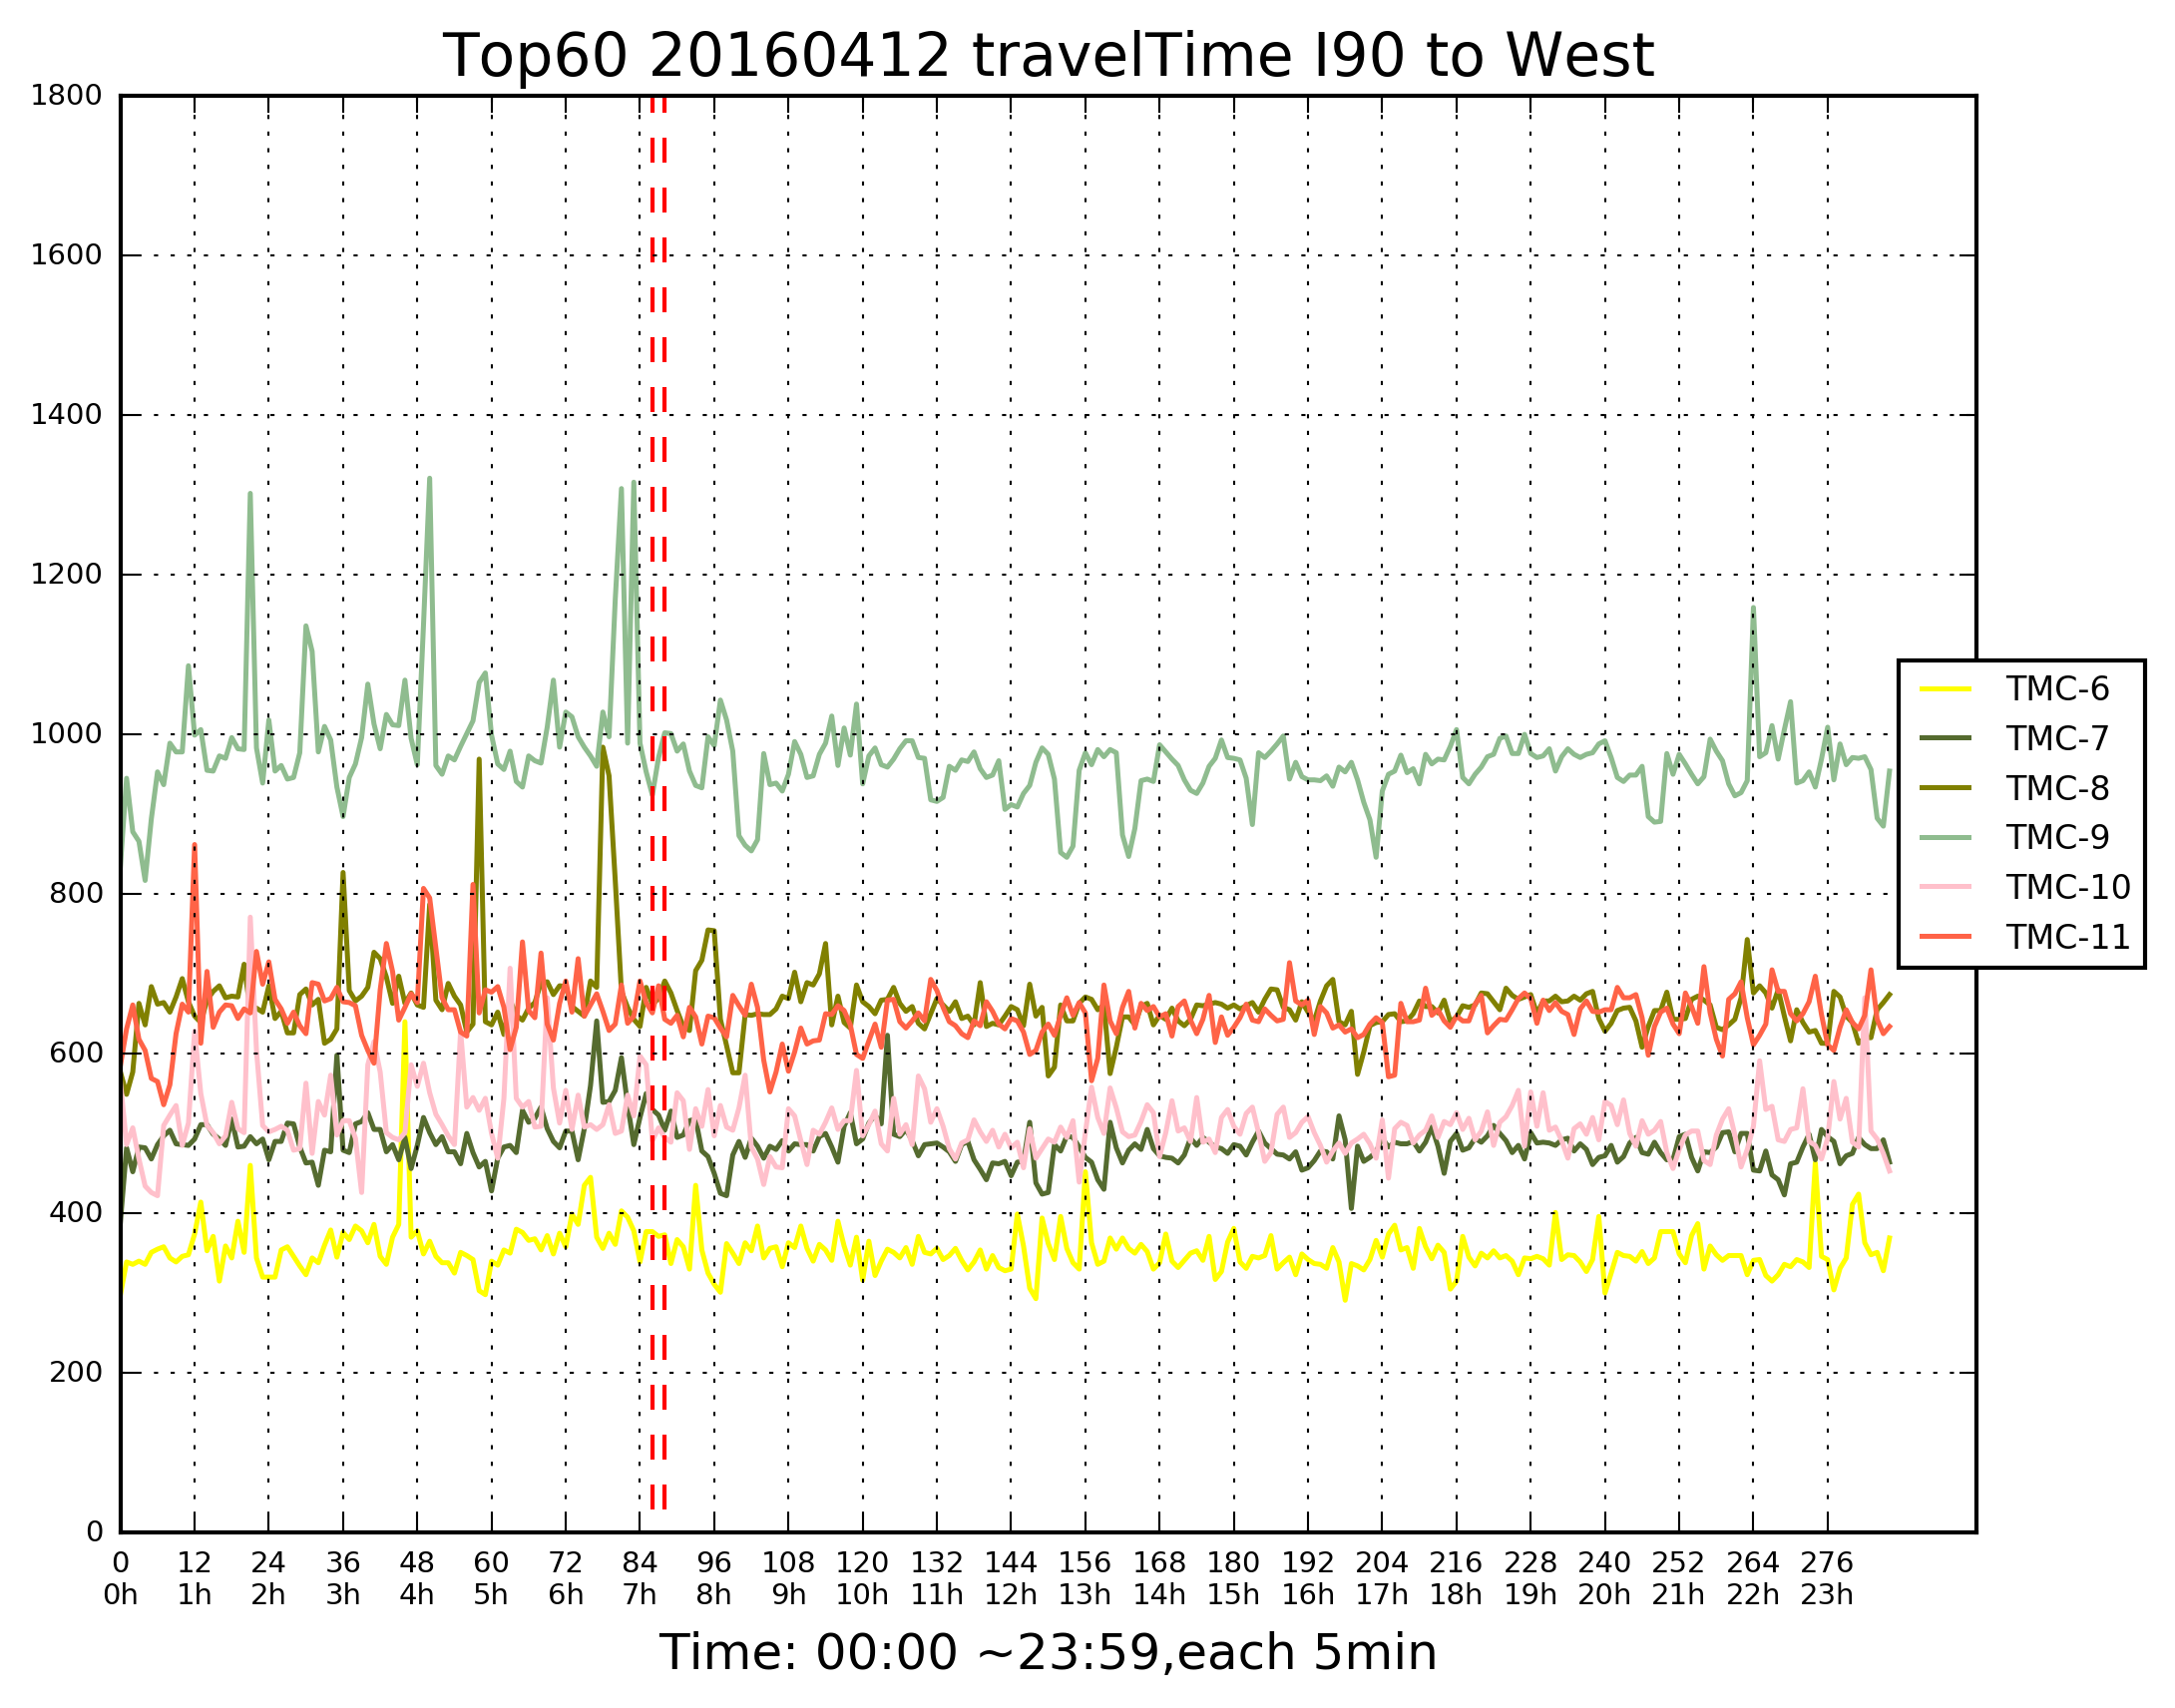 Top60 20160412 travelTime I90 to West
1800
1600
1400
1200
1000
800
600
400
200
0
TMC-6
TMC-7
TMC-8
TMC-9
TMC-10
TMC-11
0 12 24 36 48 60 72 84 96 108 120 132 144 156 168 180 192 204 216 228 240 252 264 276
0h 1h 2h 3h 4h 5h 6h 7h 8h 9h 10h 11h 12h 13h 14h 15h 16h 17h 18h 19h 20h 21h 22h 23h
Time: 00:00 ~23:59,each 5min